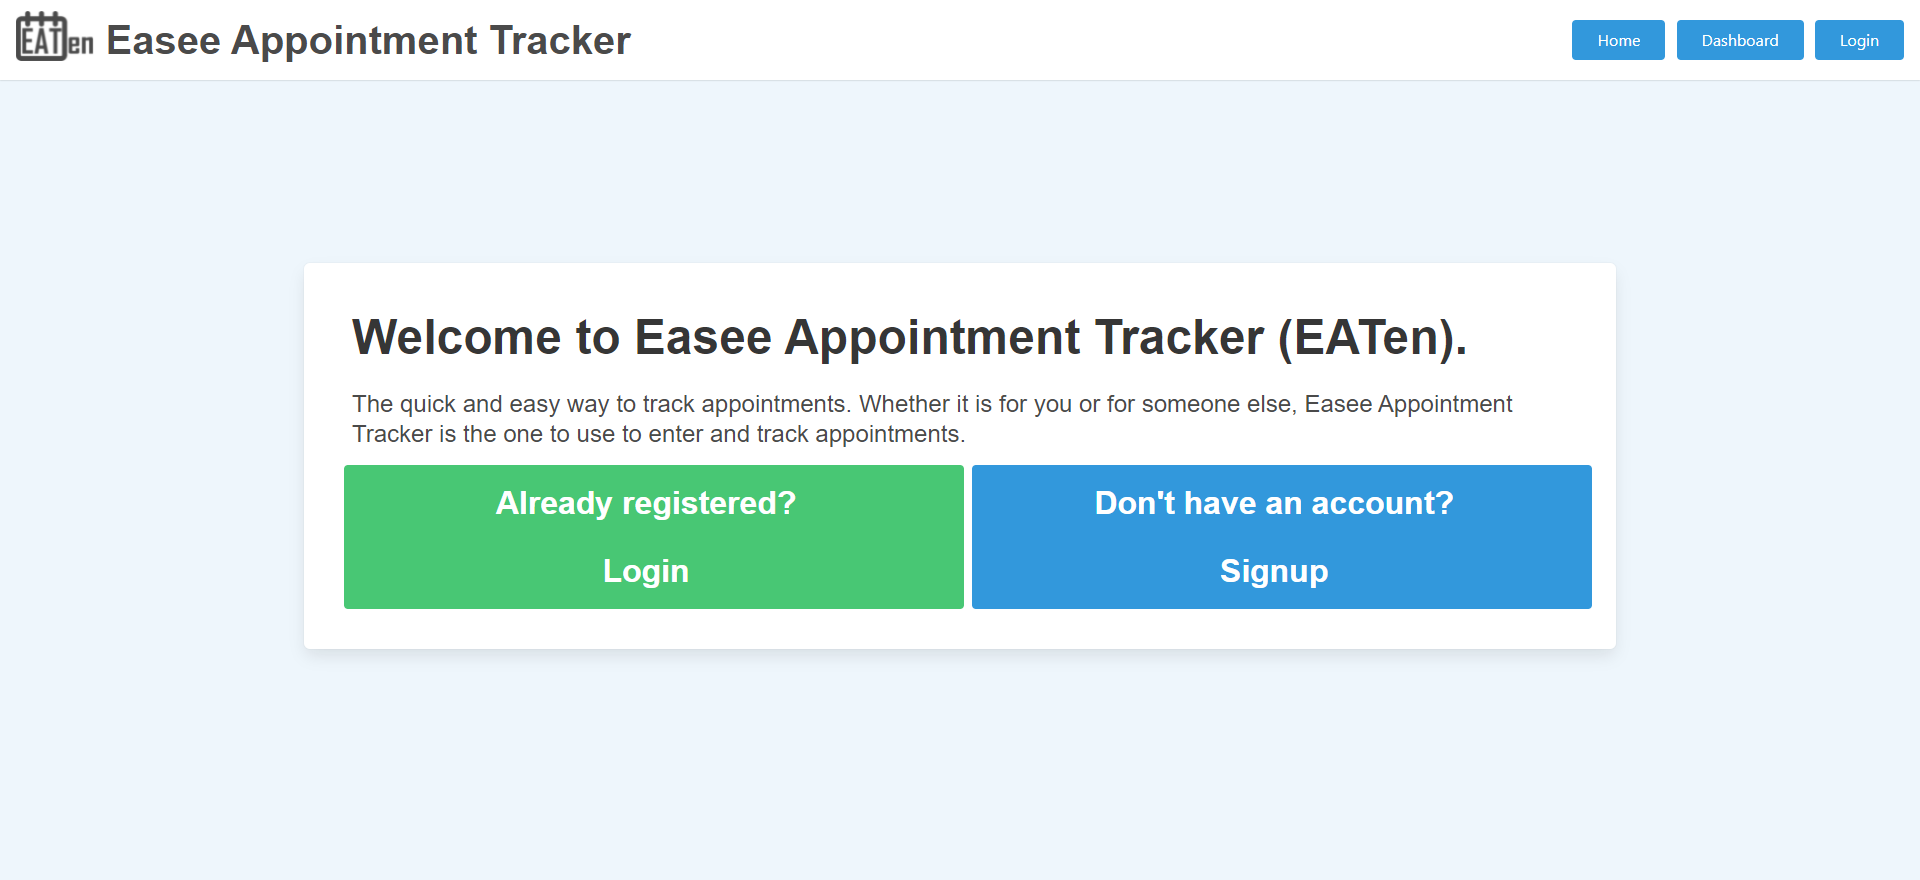 EATen Easee Appointment Tracker
Home Dashboard Login
Welcome to Easee Appointment Tracker (EATen).
The quick and easy way to track appointments. Whether it is for you or for someone else, Easee Appointment
Tracker is the one to use to enter and track appointments.
Already registered?
Login
Don't have an account?
Signup